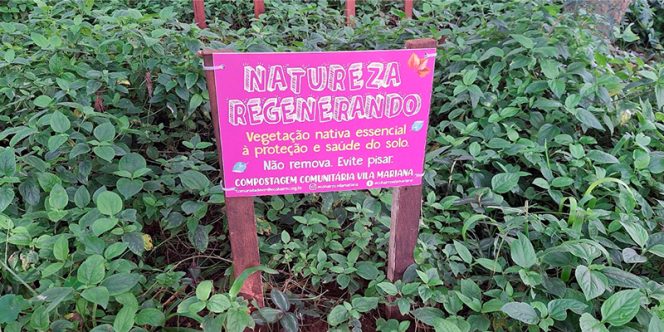 NATUREZA
REGENERANDO
Vegetação nativa essencial
à proteção e saúde do solo.
Não remova. Evite pisar.
COMPOSTAGEM COMUNITÁRIA VILA MARIANA